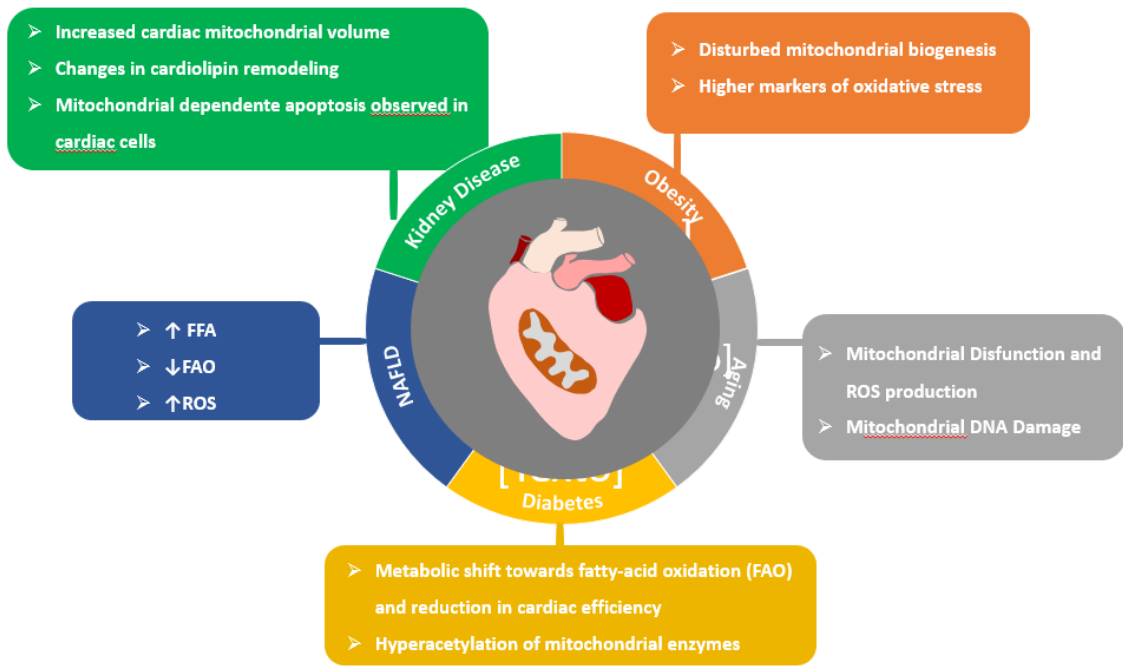 ➢ Increased cardiac mitochondrial volume
➢ Changes in cardiolipin remodeling
➢ Mitochondrial dependente apoptosis observed in
cardiac cells
➢ Disturbed mitochondrial biogenesis
➢ Higher markers of oxidative stress
Kidney Disease
Obesity
➢ ↑ FFA
➢ ↓FAO
➢ ↑ROS
NAFLD
Aging
➢ Mitochondrial Disfunction and
ROS production
➢ Mitochondrial DNA Damage
Diabetes
➢ Metabolic shift towards fatty-acid oxidation (FAO)
and reduction in cardiac efficiency
➢ Hyperacetylation of mitochondrial enzymes